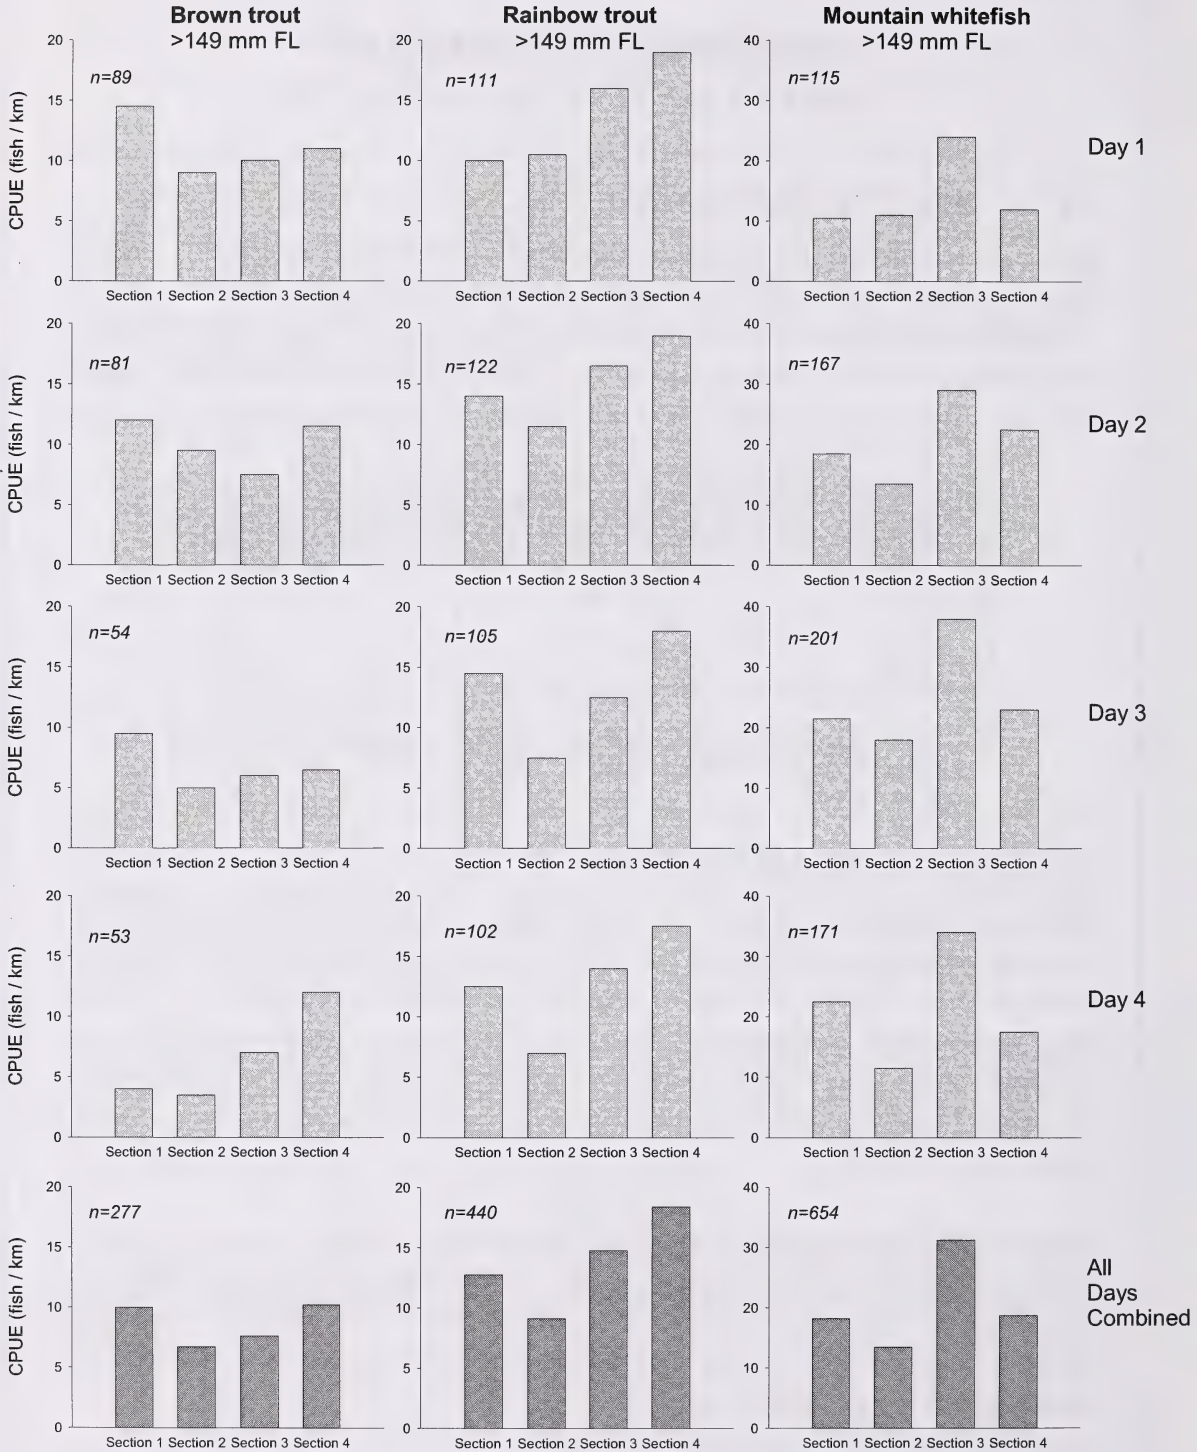 Brown trout
>149 mm FL
Rainbow trout
>149 mm FL
Mountain whitefish
>149 mm FL
CPUE (fish / km)
20
15
10
5
0
n=89
Section 1 Section 2 Section 3 Section 4
20
15
10
5
0
n=111
Section 1 Section 2 Section 3 Section 4
40
30
20
10
0
n=115
Section 1 Section 2 Section 3 Section 4
Day 1
CPUE (fish / km)
20
15
10
5
0
n=81
Section 1 Section 2 Section 3 Section 4
20
15
10
5
0
n=122
Section 1 Section 2 Section 3 Section 4
40
30
20
10
0
n=167
Section 1 Section 2 Section 3 Section 4
Day 2
CPUE (fish / km)
20
15
10
5
0
n=54
Section 1 Section 2 Section 3 Section 4
20
15
10
5
0
n=105
Section 1 Section 2 Section 3 Section 4
40
30
20
10
0
n=201
Section 1 Section 2 Section 3 Section 4
Day 3
CPUE (fish / km)
20
15
10
5
0
n=53
Section 1 Section 2 Section 3 Section 4
20
15
10
5
0
n=102
Section 1 Section 2 Section 3 Section 4
40
30
20
10
0
n=171
Section 1 Section 2 Section 3 Section 4
Day 4
CPUE (fish / km)
20
15
10
5
0
n=277
Section 1 Section 2 Section 3 Section 4
20
15
10
5
0
n=440
Section 1 Section 2 Section 3 Section 4
40
30
20
10
0
n=654
Section 1 Section 2 Section 3 Section 4
All
Days
Combined